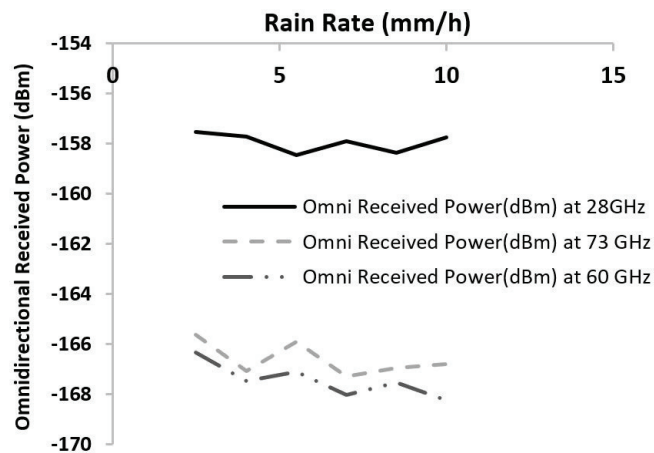 Rain Rate (mm/h)
Omnidirectional Received Power (dBm)
-154
0
5
10
15
-156
-158
-160
-162
-164
-166
-168
-170
Omni Received Power(dBm) at 28GHz
Omni Received Power(dBm) at 73 GHz
Omni Received Power(dBm) at 60 GHz